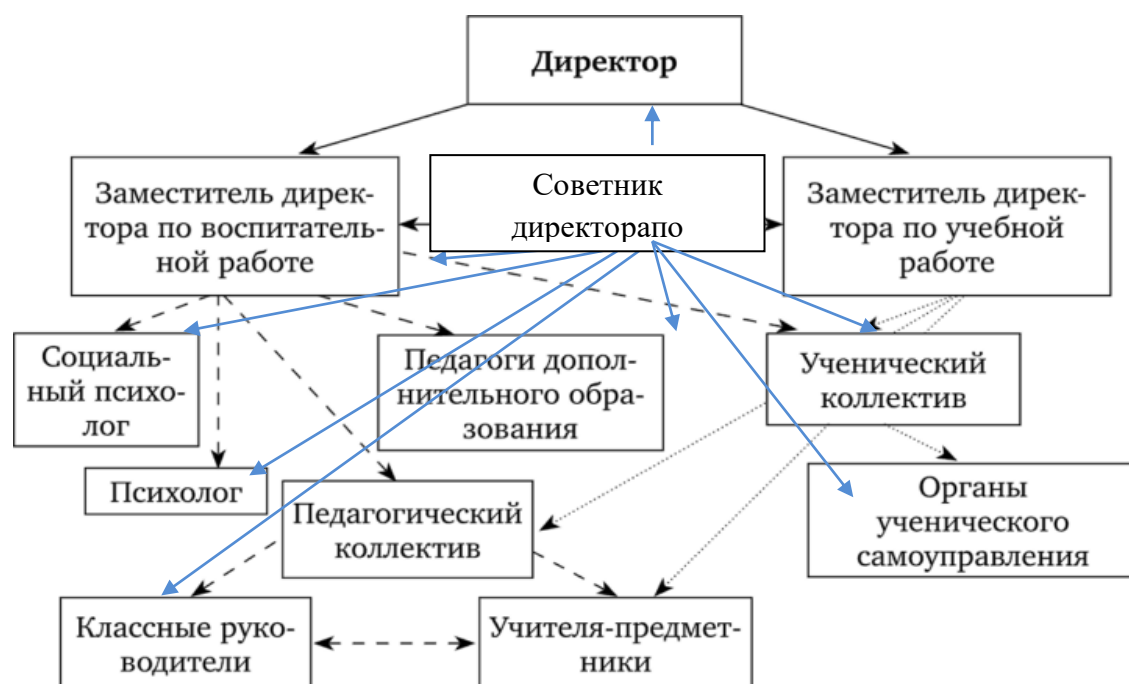 Директор
Заместитель дирек-
тора по воспитатель-
ной работе
Советник
директорапо
Заместитель дирек-
тора по учебной
работе
Социаль-
ный психо-
лог
Педагоги допол-
нительного обра-
зования
Ученический
коллектив
Психолог
Педагогический
коллектив
Органы
ученического
самоуправления
Классные руко-
водители
Учителя-предмет-
ники